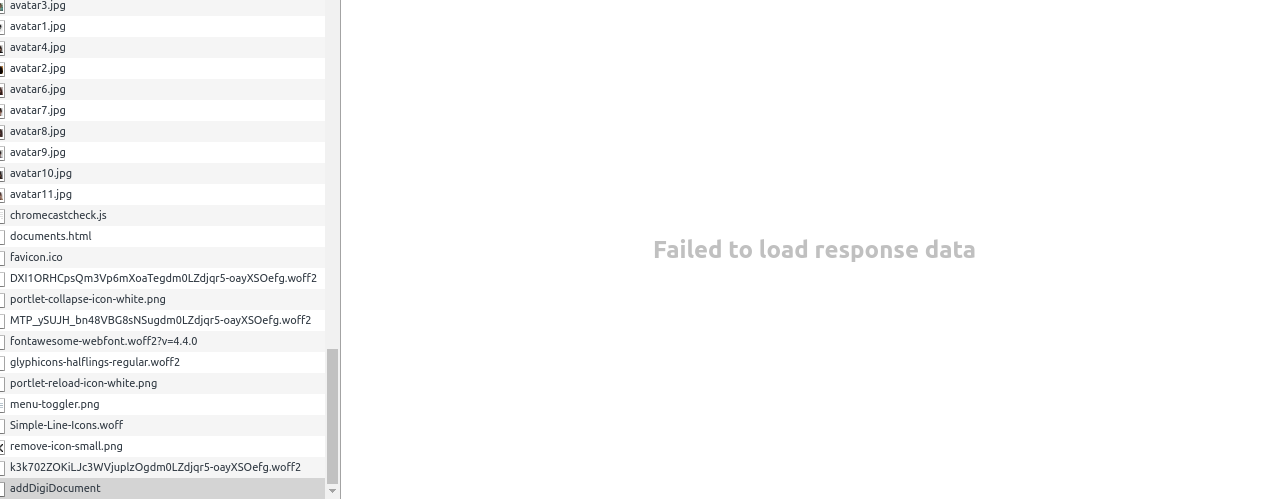 avatar3.jpg
avatar1.jpg
avatar4.jpg
avatar2.jpg
avatar6.jpg
avatar7.jpg
avatar8.jpg
avatar9.jpg
avatar10.jpg
avatar11.jpg
chromecastcheck.js
documents.html
favicon.ico
DXI1ORHCpsQm3Vp6mXoaTegdm0LZdjqr5-oayXSOefg.woff2
portlet-collapse-icon-white.png
MTP_ySUJH_bn48VBG8sNSugdm0LZdjqr5-oayXSOefg.woff2
fontawesome-webfont.woff2?v=4.4.0
glyphicons-halflings-regular.woff2
portlet-reload-icon-white.png
menu-toggler.png
Simple-Line-Icons.woff
remove-icon-small.png
k3k702ZOKiLJc3WVjuplzOgdm0LZdjqr5-oayXSOefg.woff2
addDigiDocument
Failed to load response data